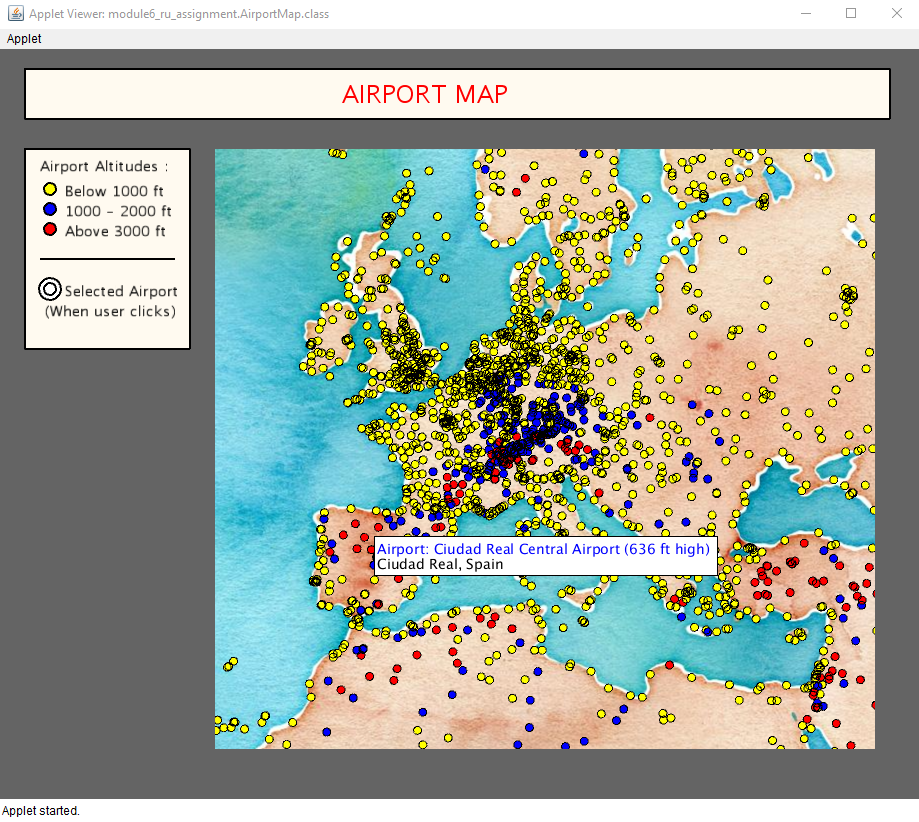 Applet Viewer: module6_ru_assignment.AirportMap.class
Applet
AIRPORT MAP
Airport Altitudes :
Below 1000 ft
1000 - 2000 ft
Above 3000 ft
Selected Airport
(When user clicks)
Airport: Ciudad Real Central Airport (636 ft high)
Ciudad Real, Spain
Applet started.